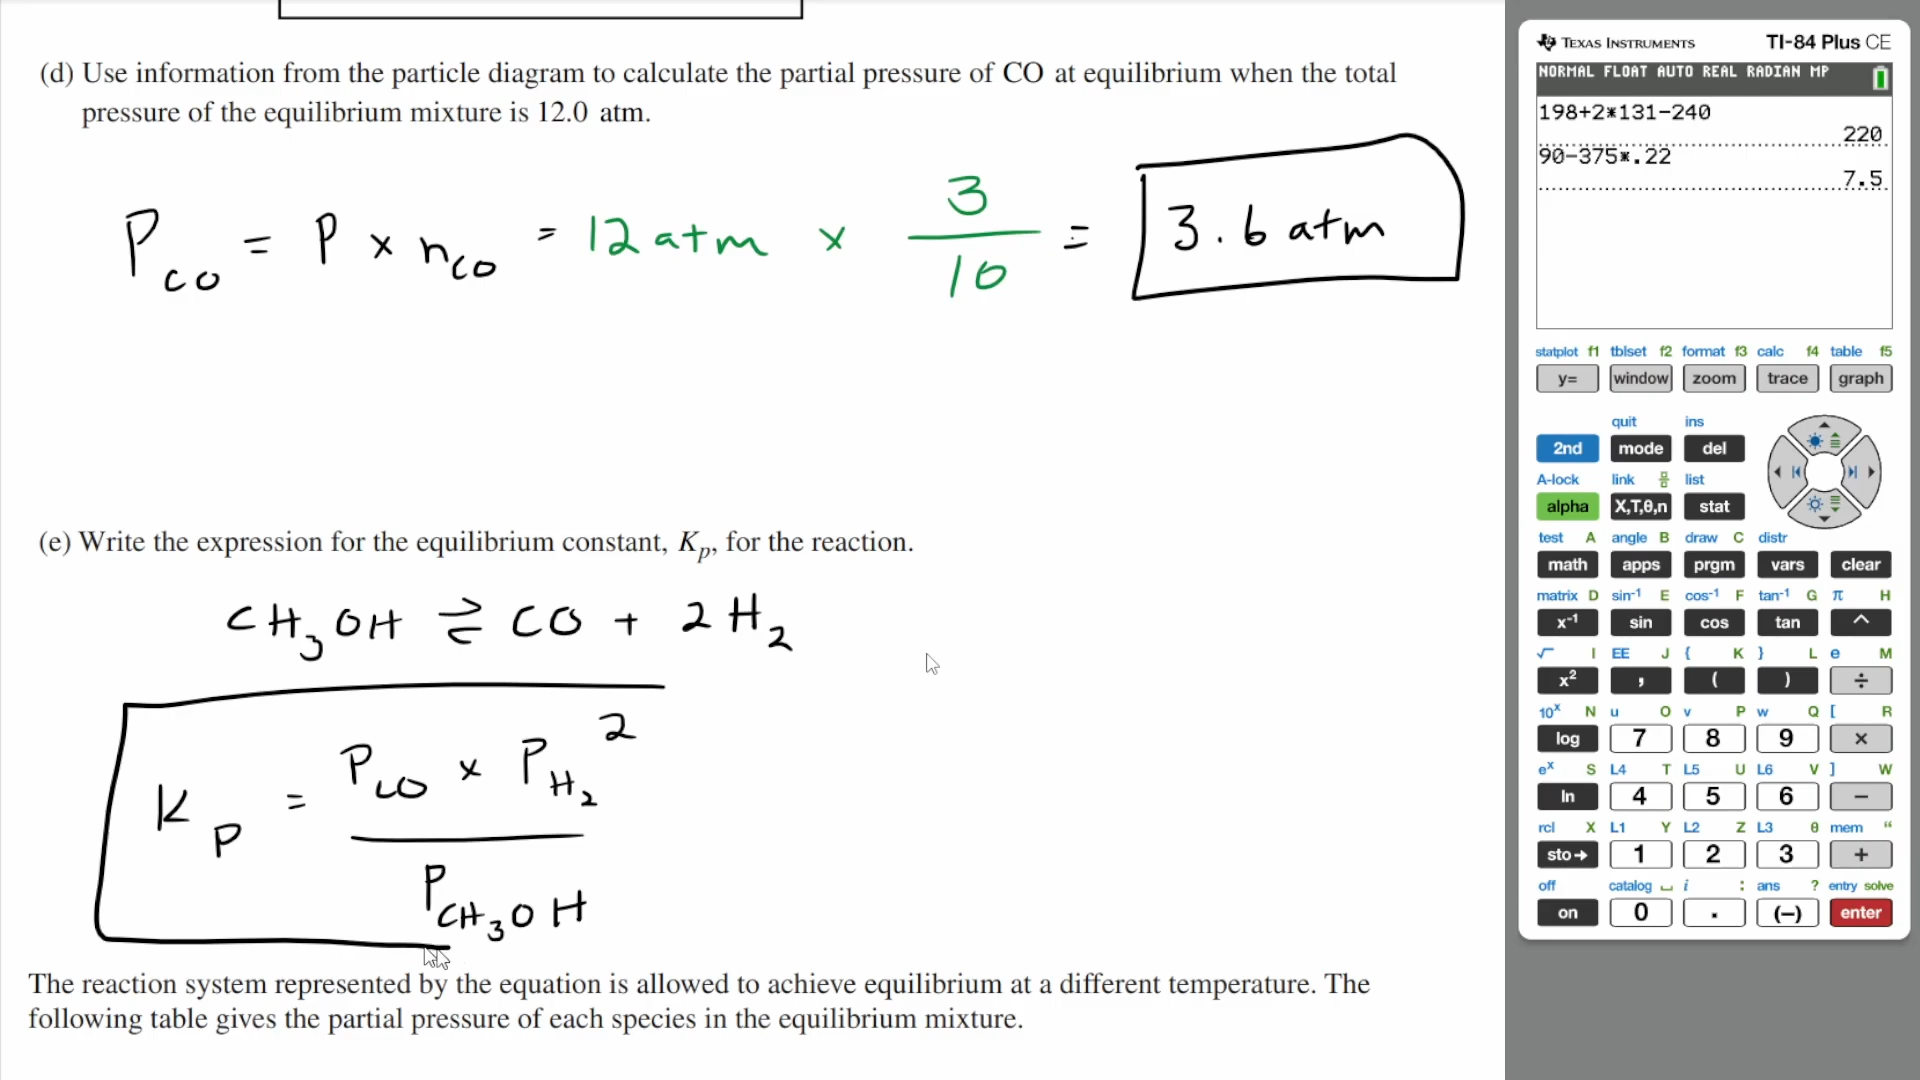 (d) Use information from the particle diagram to calculate the partial pressure of CO at equilibrium when the total
pressure of the equilibrium mixture is 12.0 atm.
P_CO = P × n_CO = 12 atm × 3/10 = 3.6 atm
(e) Write the expression for the equilibrium constant, K_p, for the reaction.
CH₃OH ⇌ CO + 2H₂
K_p = P_CO × P_H₂² / P_CH₃OH
The reaction system represented by the equation is allowed to achieve equilibrium at a different temperature. The
following table gives the partial pressure of each species in the equilibrium mixture.
TEXAS INSTRUMENTS TI-84 Plus CE
NORMAL FLOAT AUTO REAL RADIAN MP
198+2*131-240
220
90-375*.22
7.5
statplot f1 tblset f2 format f3 calc f4 table f5
y= window zoom trace graph
quit ins
2nd mode del
A-lock link list
alpha X,T,θ,n stat
test A angle B draw C distr
math apps prgm vars clear
matrix D sin⁻¹ E cos⁻¹ F tan⁻¹ G π H
x⁻¹ sin cos tan ^
√ I EE J { K } L e M
x² , ( ) ÷
10ˣ N u O v P w Q [ R
log 7 8 9 ×
eˣ S L4 T L5 U L6 V ] W
ln 4 5 6 −
rcl X L1 Y L2 Z L3 θ mem “
sto→ 1 2 3 +
off catalog ⎵ i : ans ? entry solve
on 0 . (−) enter